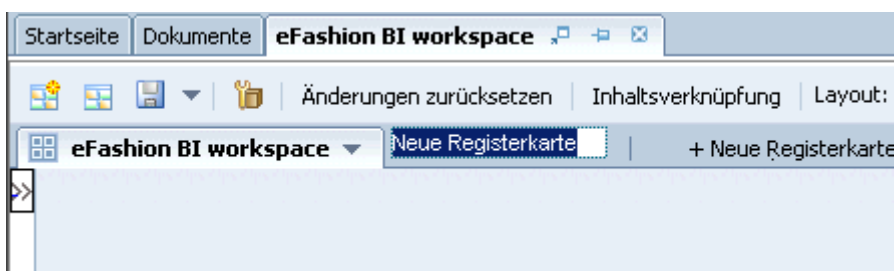 Startseite Dokumente eFashion BI workspace
Änderungen zurücksetzen Inhaltsverknüpfung Layout:
eFashion BI workspace Neue Registerkarte + Neue Registerkarte
>>